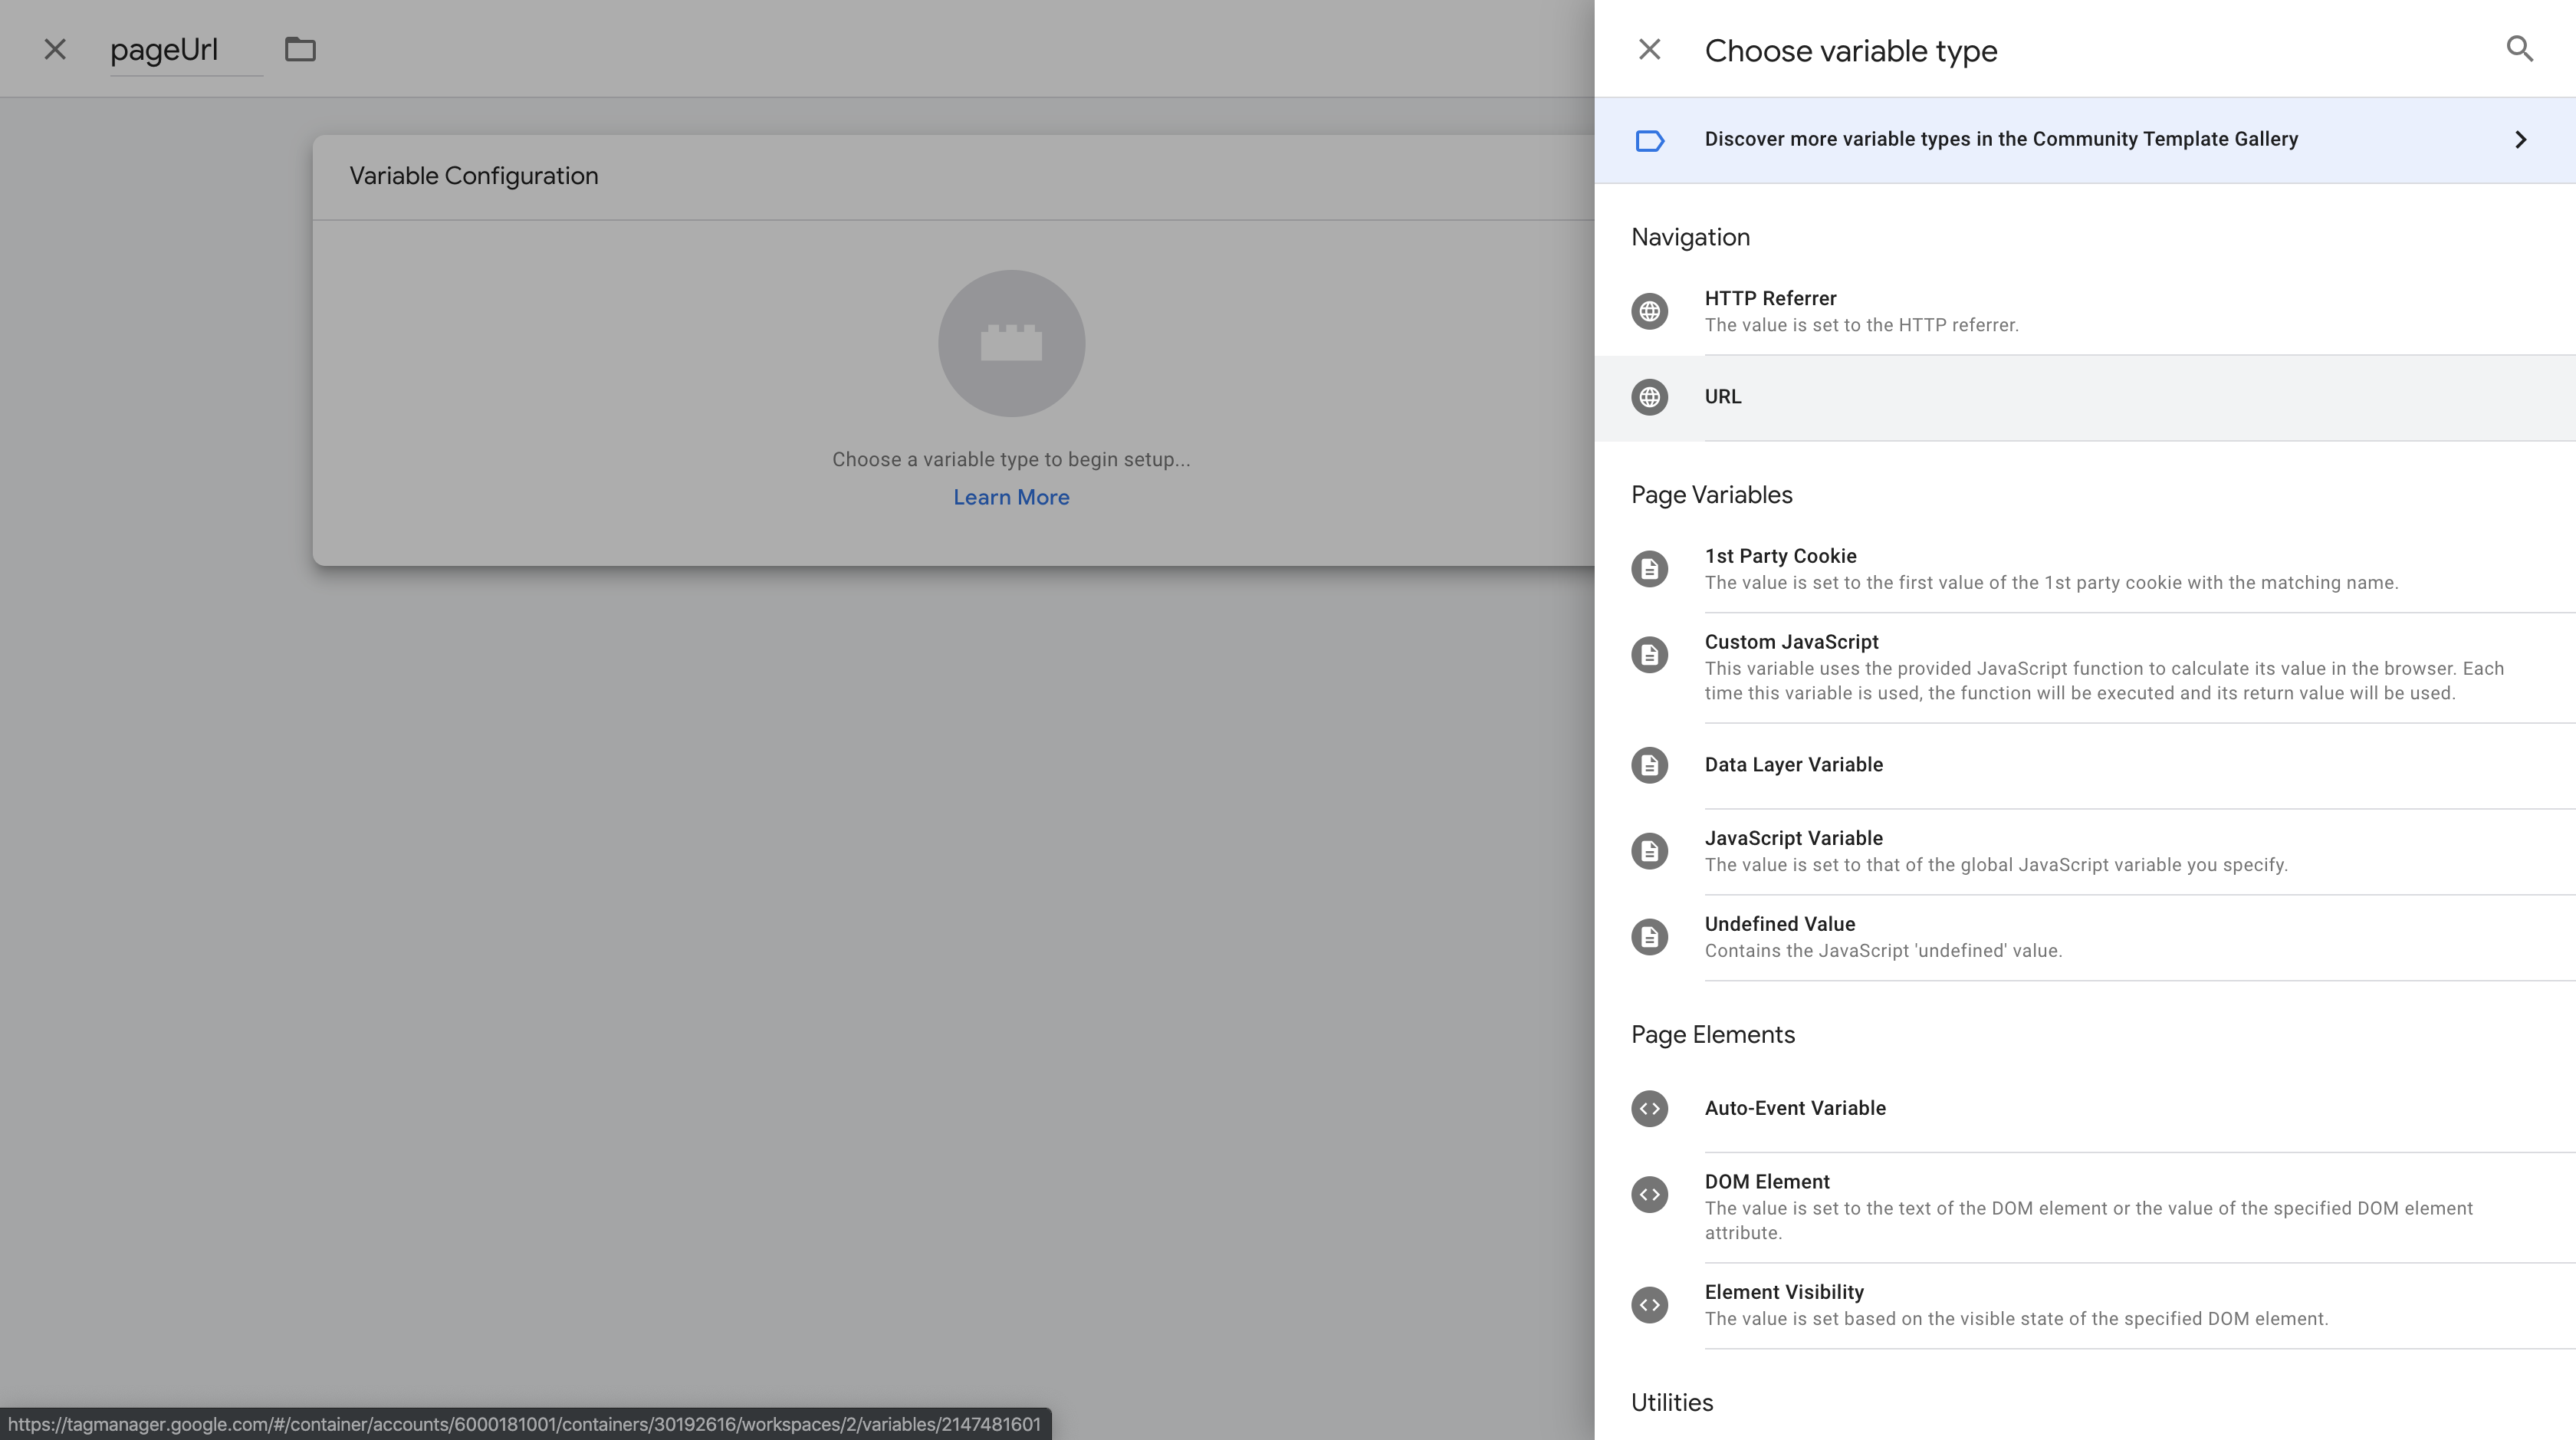 pageUrl
Variable Configuration
Choose a variable type to begin setup...
Learn More
https://tagmanager.google.com/#/container/accounts/6000181001/containers/30192616/workspaces/2/variables/2147481601
Choose variable type
Discover more variable types in the Community Template Gallery
Navigation
HTTP Referrer
The value is set to the HTTP referrer.
URL
Page Variables
1st Party Cookie
The value is set to the first value of the 1st party cookie with the matching name.
Custom JavaScript
This variable uses the provided JavaScript function to calculate its value in the browser. Each
time this variable is used, the function will be executed and its return value will be used.
Data Layer Variable
JavaScript Variable
The value is set to that of the global JavaScript variable you specify.
Undefined Value
Contains the JavaScript 'undefined' value.
Page Elements
Auto-Event Variable
DOM Element
The value is set to the text of the DOM element or the value of the specified DOM element
attribute.
Element Visibility
The value is set based on the visible state of the specified DOM element.
Utilities